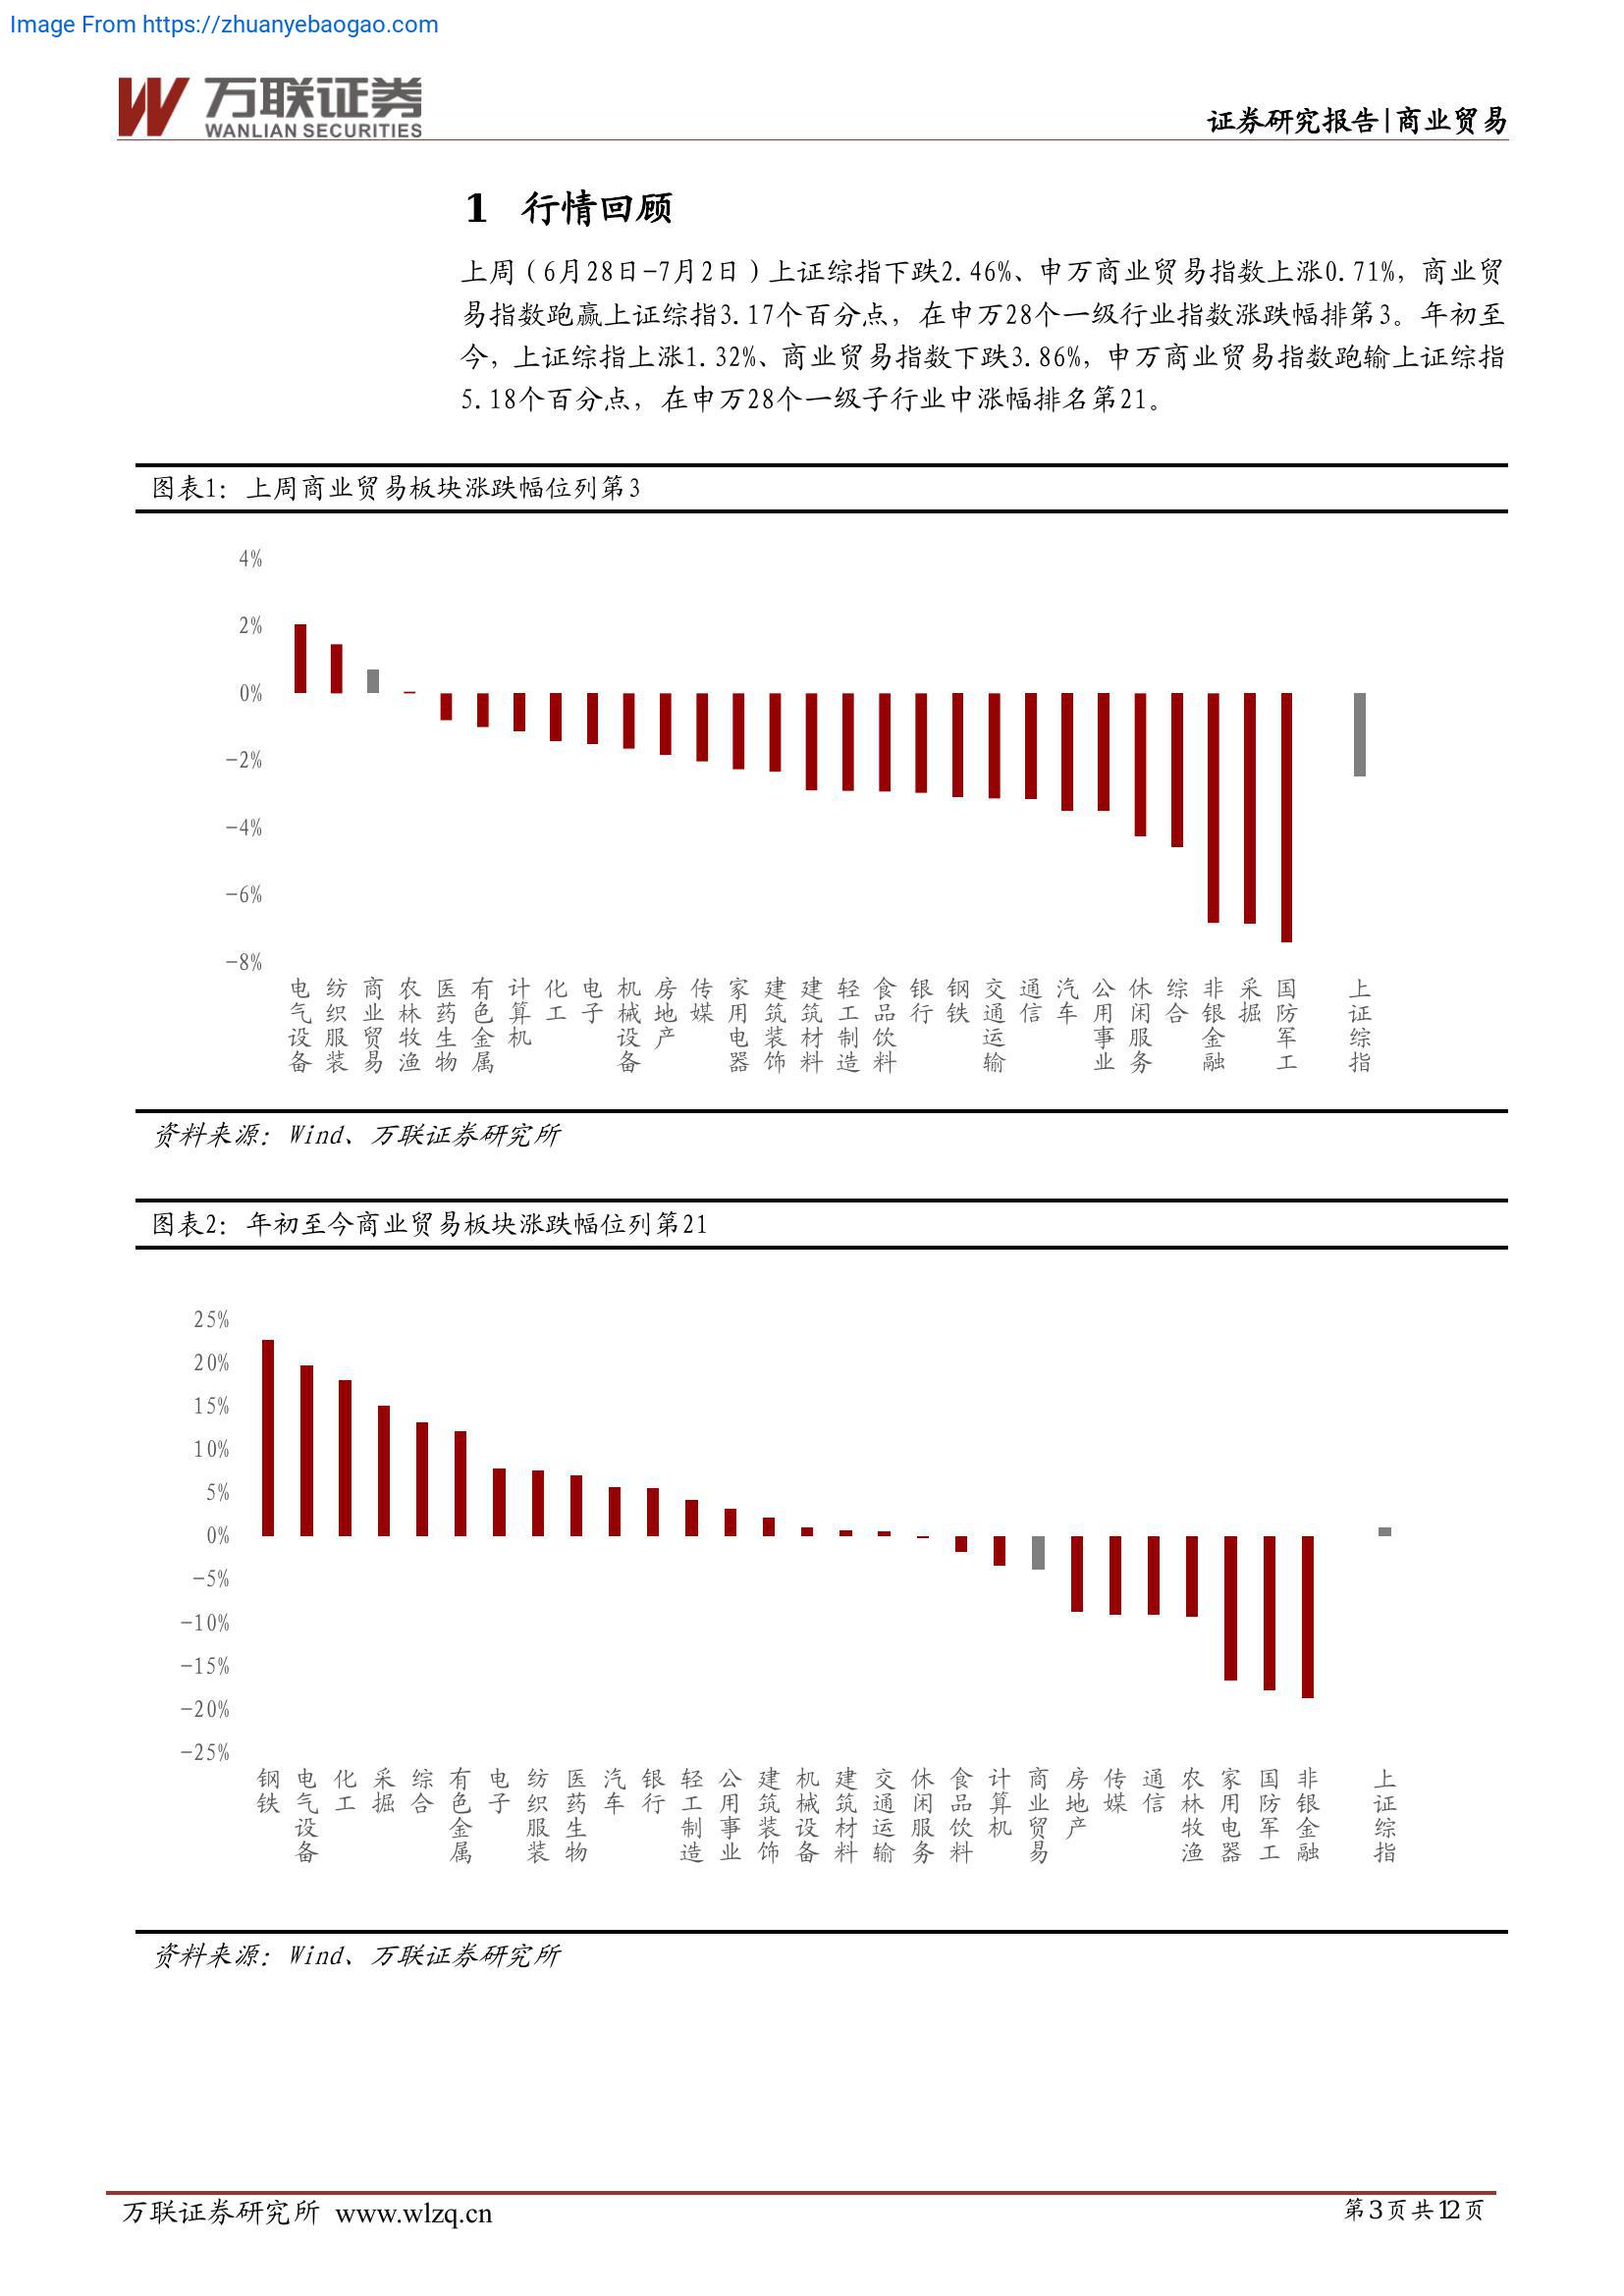 Image From https://zhuanyebaogao.com
万联证券
WANLIAN SECURITIES
证券研究报告|商业贸易
1 行情回顾
上周（6月28日-7月2日）上证综指下跌2.46%、申万商业贸易指数上涨0.71%，商业贸
易指数跑赢上证综指3.17个百分点，在申万28个一级行业指数涨跌幅排第3。年初至
今，上证综指上涨1.32%、商业贸易指数下跌3.86%，申万商业贸易指数跑输上证综指
5.18个百分点，在申万28个一级子行业中涨幅排名第21。
图表1：上周商业贸易板块涨跌幅位列第3
4%
2%
0%
-2%
-4%
-6%
-8%
电气设备
纺织服装
商业贸易
农林牧渔
医药生物
有色金属
计算机
化工
电子
机械设备
房地产
传媒
家用电器
建筑装饰
建筑材料
轻工制造
食品饮料
银行
钢铁
交通运输
通信
汽车
公用事业
休闲服务
综合
非银金融
采掘
国防军工
上证综指
资料来源：Wind、万联证券研究所
图表2：年初至今商业贸易板块涨跌幅位列第21
25%
20%
15%
10%
5%
0%
-5%
-10%
-15%
-20%
-25%
钢铁
电气设备
化工
采掘
综合
有色金属
电子
纺织服装
医药生物
汽车
银行
轻工制造
公用事业
建筑装饰
机械设备
建筑材料
交通运输
休闲服务
食品饮料
计算机
商业贸易
房地产
传媒
通信
农林牧渔
家用电器
国防军工
非银金融
上证综指
资料来源：Wind、万联证券研究所
万联证券研究所 www.wlzq.cn
第3页共12页